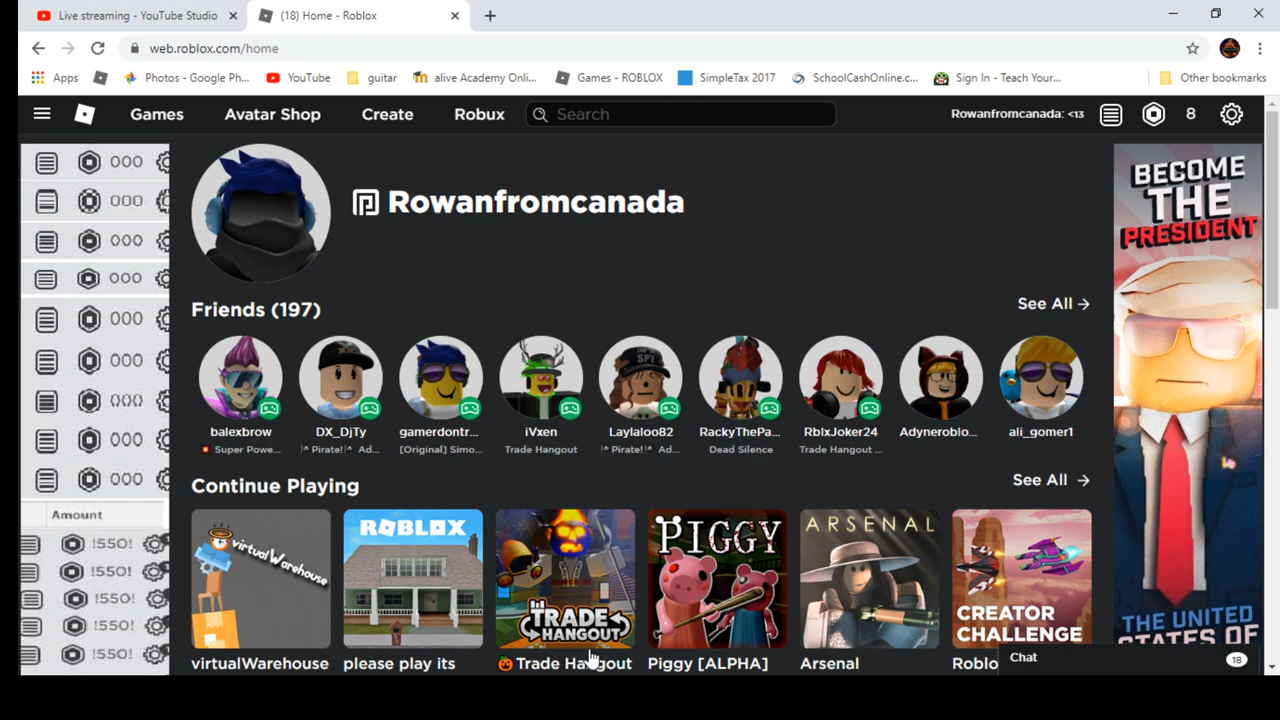 Live streaming - YouTube Studio
(18) Home - Roblox
web.roblox.com/home
Apps
Photos - Google Ph...
YouTube
guitar
alive Academy Onli...
Games - ROBLOX
SimpleTax 2017
SchoolCashOnline.c...
Sign In - Teach Your...
Other bookmarks
Games
Avatar Shop
Create
Robux
Search
Rowanfromcanada: <13
8
000
000
000
000
000
000
000
000
000
Amount
!550!
!550!
!550!
!550!
!550!
Rowanfromcanada
Friends (197)
See All →
balexbrow
DX_DjTy
gamerdontr...
iVxen
Laylaloo82
RackyThePa...
RblxJoker24
Adyneroblo...
ali_gomer1
Super Powe...
Pirate! Ad...
[Original] Simo...
Trade Hangout
Pirate! Ad...
Dead Silence
Trade Hangout ...
Continue Playing
See All →
virtualWarehouse
ROBLOX
TRADE
HANGOUT
PIGGY
ARSENAL
CREATOR
CHALLENGE
virtualWarehouse
please play its
🎃 Trade Hangout
Piggy [ALPHA]
Arsenal
Roblo
BECOME
THE
PRESIDENT
THE UNITED
STATES OF
Chat
18